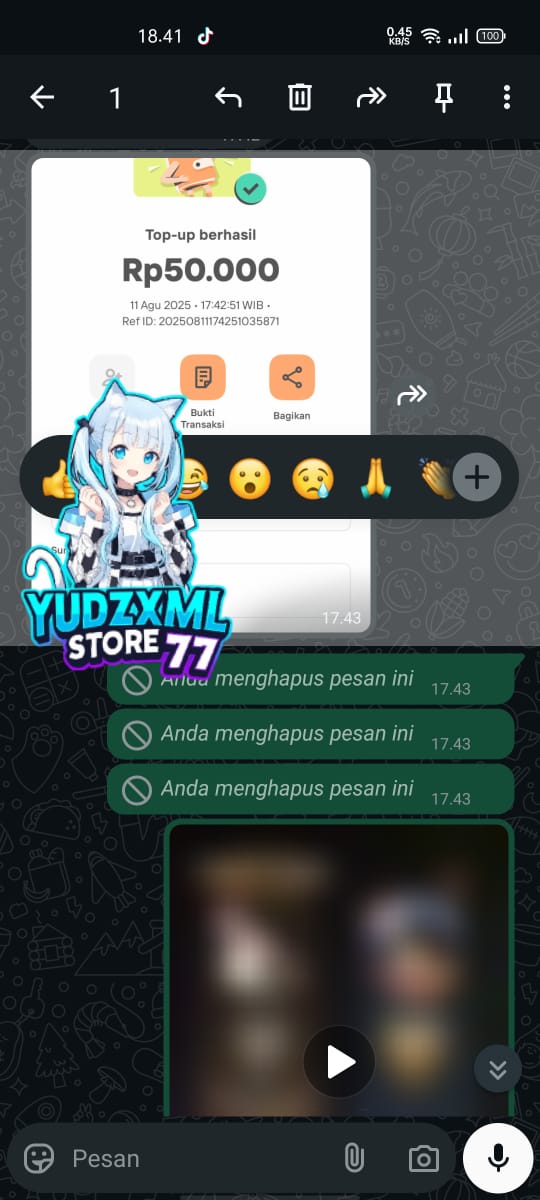 18.41
0.45
KB/S
100
1
Top-up berhasil
Rp50.000
11 Agu 2025 • 17:42:51 WIB •
Ref ID: 20250811174251035871
Bukti
Transaksi
Bagikan
17.43
YUDZXML
STORE 77
Anda menghapus pesan ini 17.43
Anda menghapus pesan ini 17.43
Anda menghapus pesan ini 17.43
Pesan